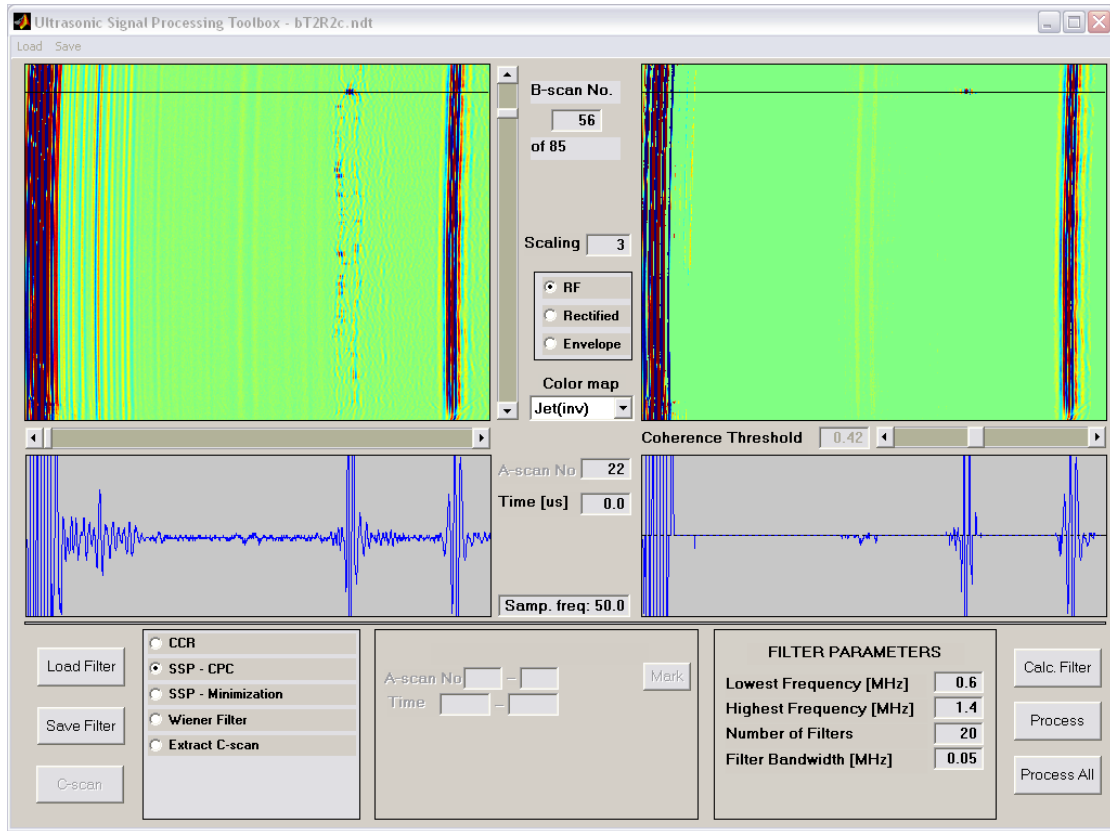 Ultrasonic Signal Processing Toolbox - bT2R2c.ndt
Load Save
B-scan No.
56
of 85
Scaling 3
RF
Rectified
Envelope
Color map
Jet(inv)
Coherence Threshold 0.42
A-scan No 22
Time [us] 0.0
Samp. freq: 50.0
Load Filter
Save Filter
C-scan
CCR
SSP - CPC
SSP - Minimization
Wiener Filter
Extract C-scan
A-scan No –
Time –
Mark
FILTER PARAMETERS
Lowest Frequency [MHz] 0.6
Highest Frequency [MHz] 1.4
Number of Filters 20
Filter Bandwidth [MHz] 0.05
Calc. Filter
Process
Process All